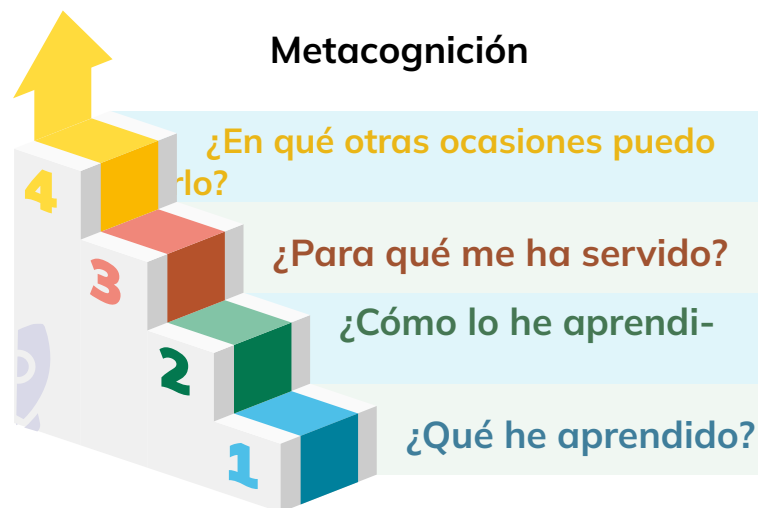 Metacognición
¿En qué otras ocasiones puedo
rlo?
4
¿Para qué me ha servido?
3
¿Cómo lo he aprendi-
2
¿Qué he aprendido?
1